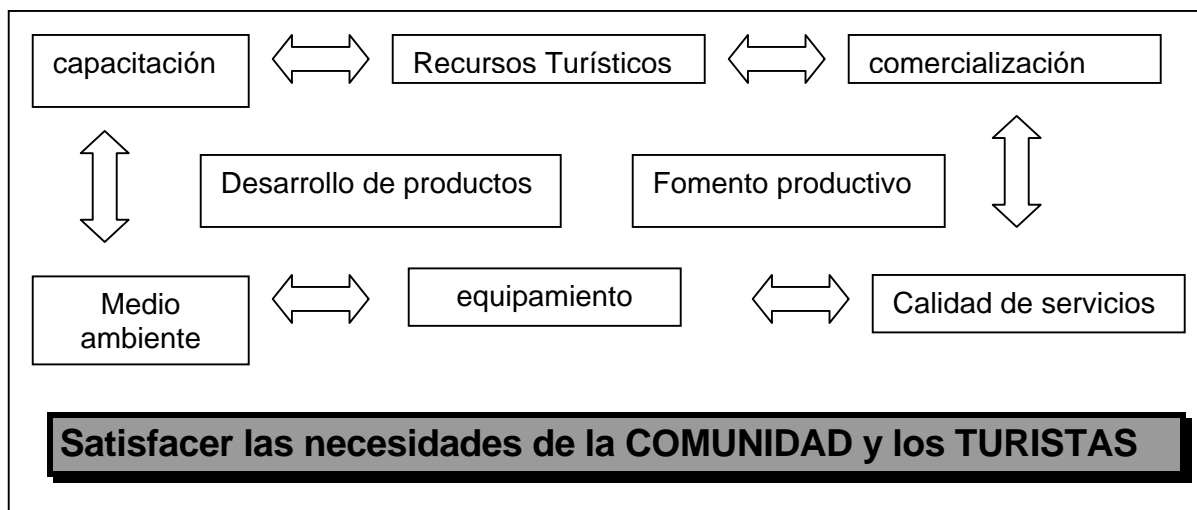 capacitación
Recursos Turísticos
comercialización
Desarrollo de productos
Fomento productivo
Medio
ambiente
equipamiento
Calidad de servicios
Satisfacer las necesidades de la COMUNIDAD y los TURISTAS